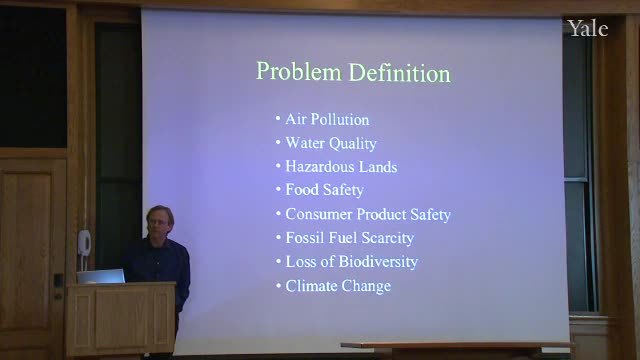 Yale
Problem Definition
• Air Pollution
• Water Quality
• Hazardous Lands
• Food Safety
• Consumer Product Safety
• Fossil Fuel Scarcity
• Loss of Biodiversity
• Climate Change